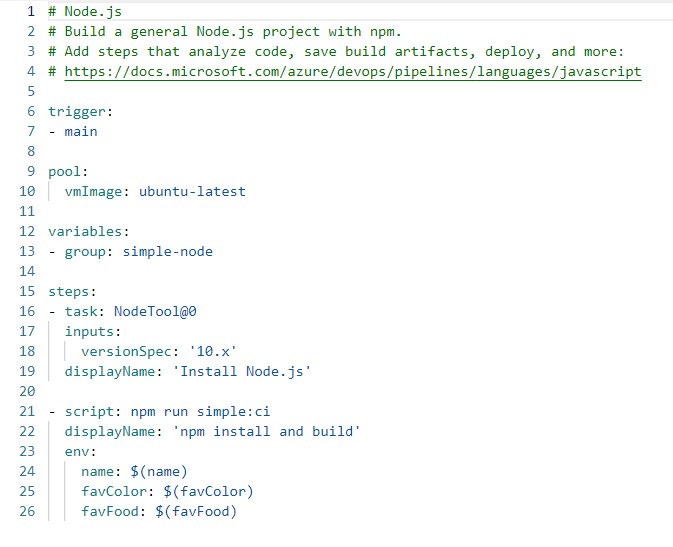 1 # Node.js
2 # Build a general Node.js project with npm.
3 # Add steps that analyze code, save build artifacts, deploy, and more:
4 # https://docs.microsoft.com/azure/devops/pipelines/languages/javascript
5
6 trigger:
7 - main
8
9 pool:
10   vmImage: ubuntu-latest
11
12 variables:
13 - group: simple-node
14
15 steps:
16 - task: NodeTool@0
17   inputs:
18     versionSpec: '10.x'
19   displayName: 'Install Node.js'
20
21 - script: npm run simple:ci
22   displayName: 'npm install and build'
23   env:
24     name: $(name)
25     favColor: $(favColor)
26     favFood: $(favFood)